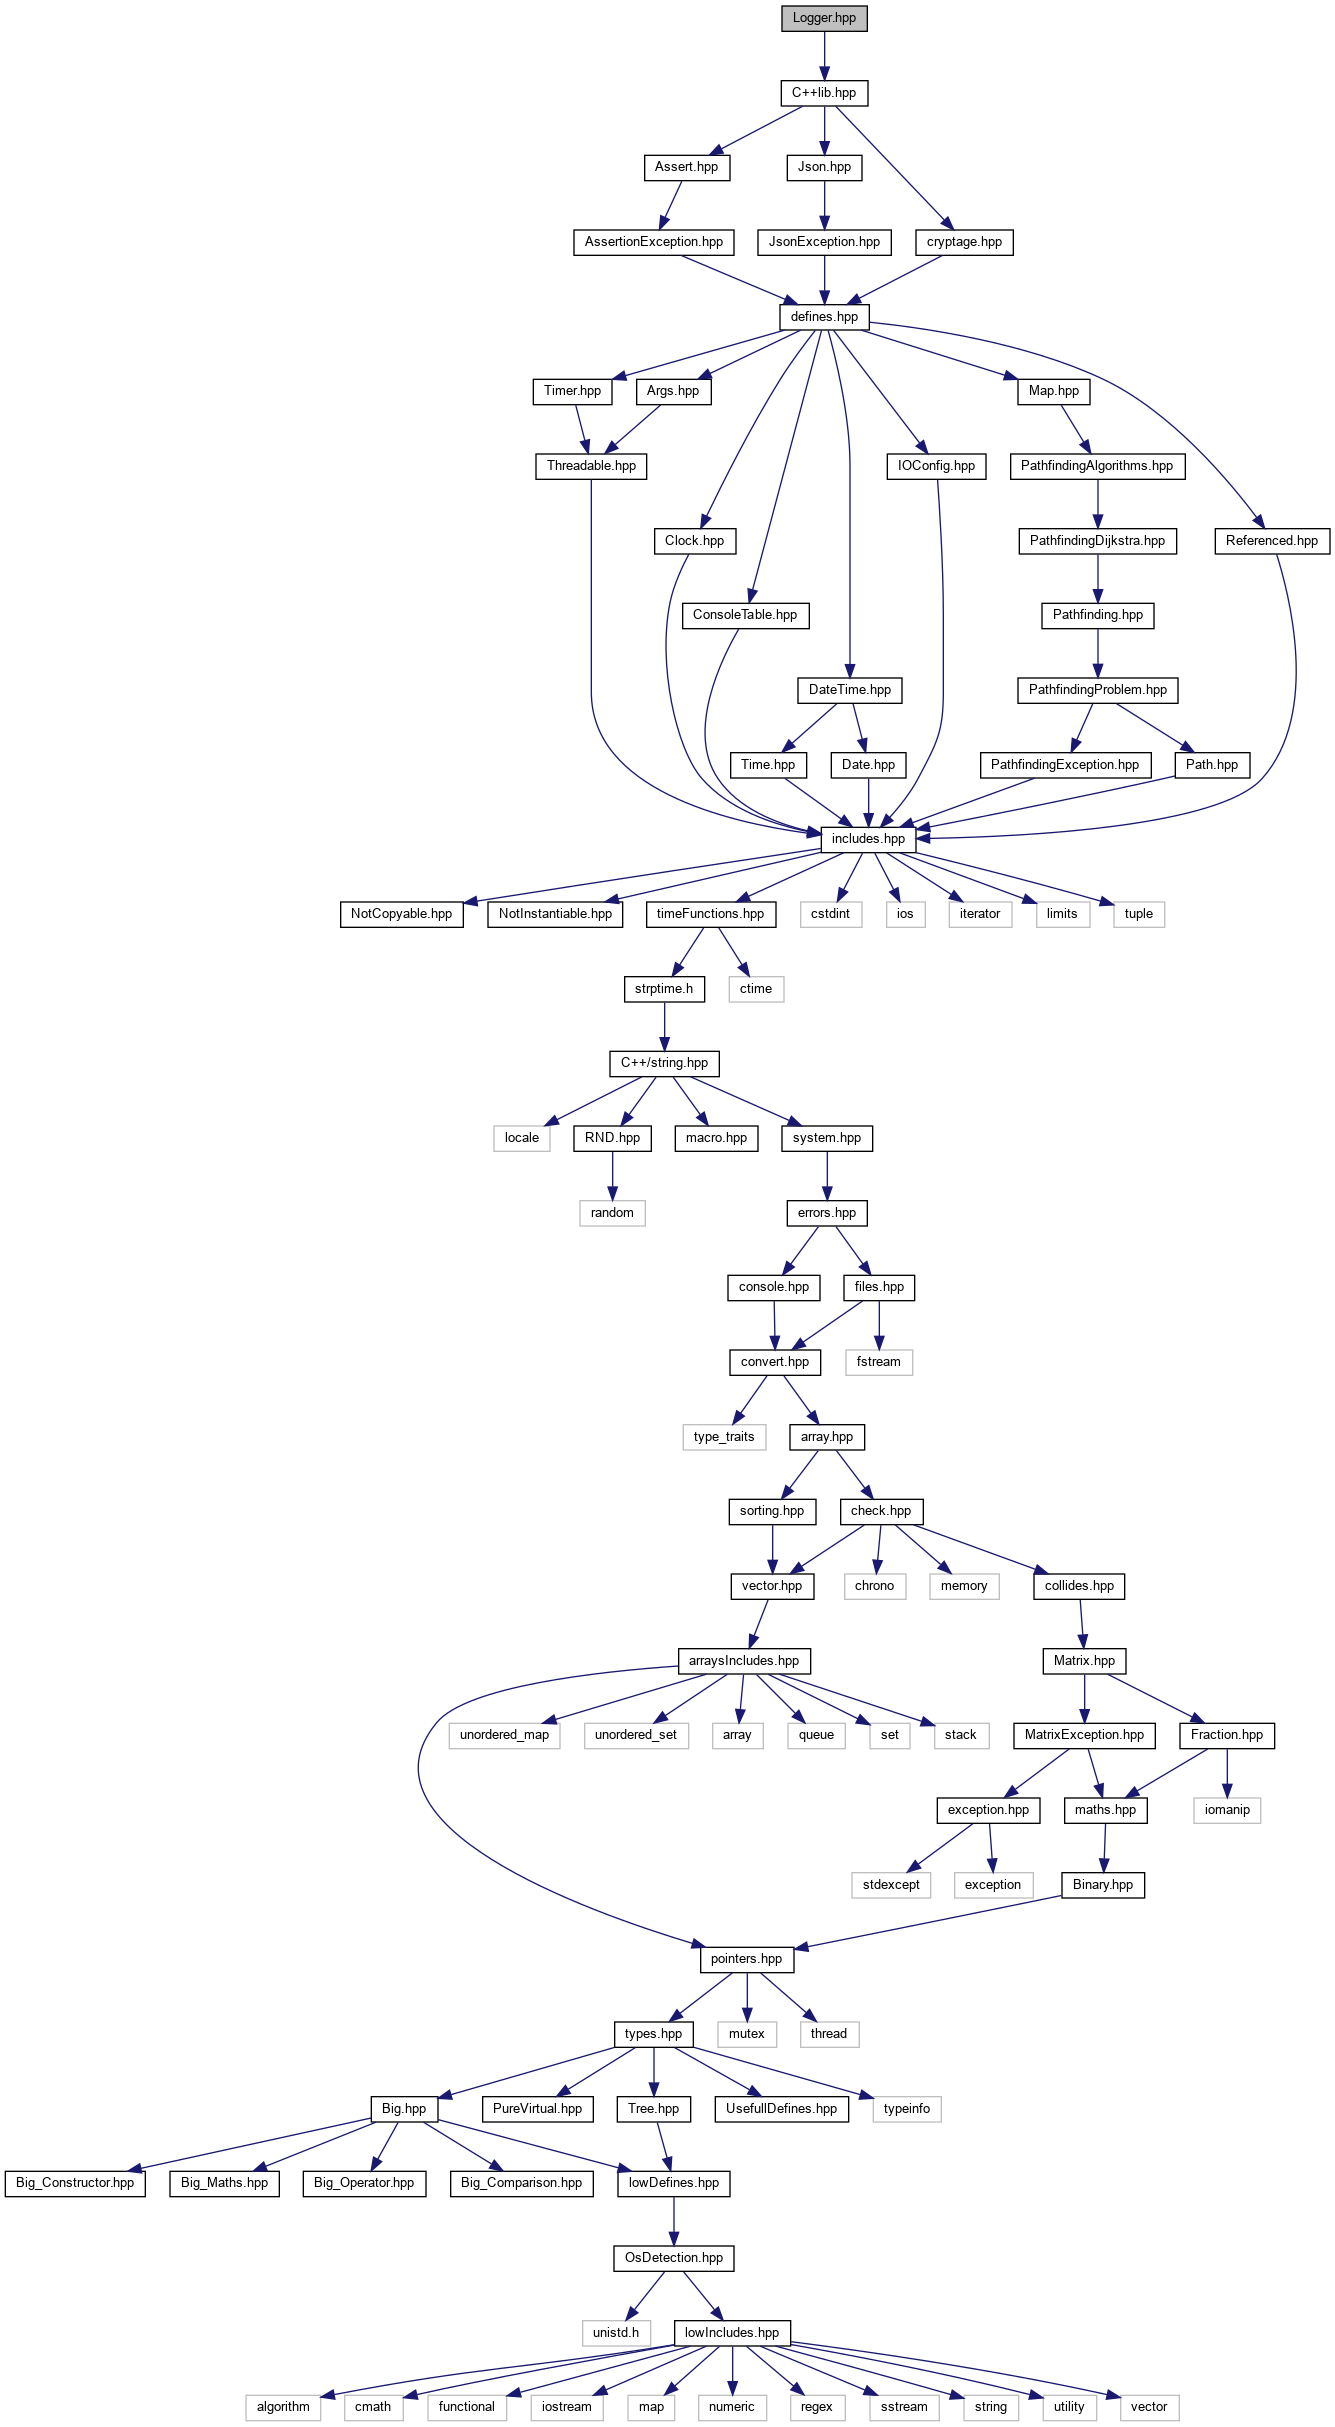 Logger.hpp
C++lib.hpp
Assert.hpp
Json.hpp
AssertionException.hpp
JsonException.hpp
cryptage.hpp
defines.hpp
Timer.hpp
Args.hpp
Map.hpp
Threadable.hpp
IOConfig.hpp
PathfindingAlgorithms.hpp
Clock.hpp
PathfindingDijkstra.hpp
Referenced.hpp
ConsoleTable.hpp
Pathfinding.hpp
DateTime.hpp
PathfindingProblem.hpp
Time.hpp
Date.hpp
PathfindingException.hpp
Path.hpp
includes.hpp
NotCopyable.hpp
NotInstantiable.hpp
timeFunctions.hpp
cstdint
ios
iterator
limits
tuple
strptime.h
ctime
C++/string.hpp
locale
RND.hpp
macro.hpp
system.hpp
random
errors.hpp
console.hpp
files.hpp
convert.hpp
fstream
type_traits
array.hpp
sorting.hpp
check.hpp
vector.hpp
chrono
memory
collides.hpp
arraysIncludes.hpp
Matrix.hpp
unordered_map
unordered_set
array
queue
set
stack
MatrixException.hpp
Fraction.hpp
exception.hpp
maths.hpp
iomanip
stdexcept
exception
Binary.hpp
pointers.hpp
types.hpp
mutex
thread
Big.hpp
PureVirtual.hpp
Tree.hpp
UsefullDefines.hpp
typeinfo
Big_Constructor.hpp
Big_Maths.hpp
Big_Operator.hpp
Big_Comparison.hpp
lowDefines.hpp
OsDetection.hpp
unistd.h
lowIncludes.hpp
algorithm
cmath
functional
iostream
map
numeric
regex
sstream
string
utility
vector